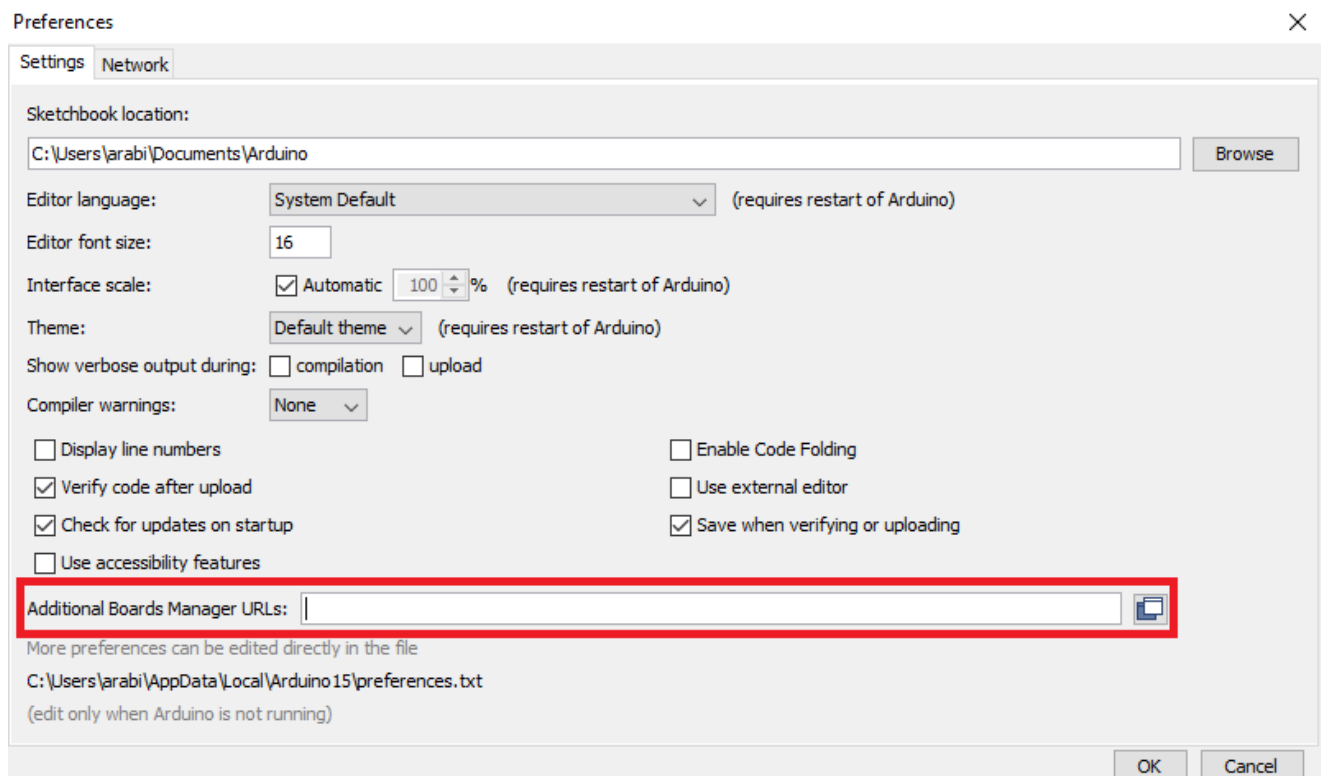 Preferences
Settings Network
Sketchbook location:
C:\Users\arabi\Documents\Arduino Browse
Editor language: System Default (requires restart of Arduino)
Editor font size: 16
Interface scale: Automatic 100 % (requires restart of Arduino)
Theme: Default theme (requires restart of Arduino)
Show verbose output during: compilation upload
Compiler warnings: None
Display line numbers Enable Code Folding
Verify code after upload Use external editor
Check for updates on startup Save when verifying or uploading
Use accessibility features
Additional Boards Manager URLs:
More preferences can be edited directly in the file
C:\Users\arabi\AppData\Local\Arduino15\preferences.txt
(edit only when Arduino is not running)
OK Cancel